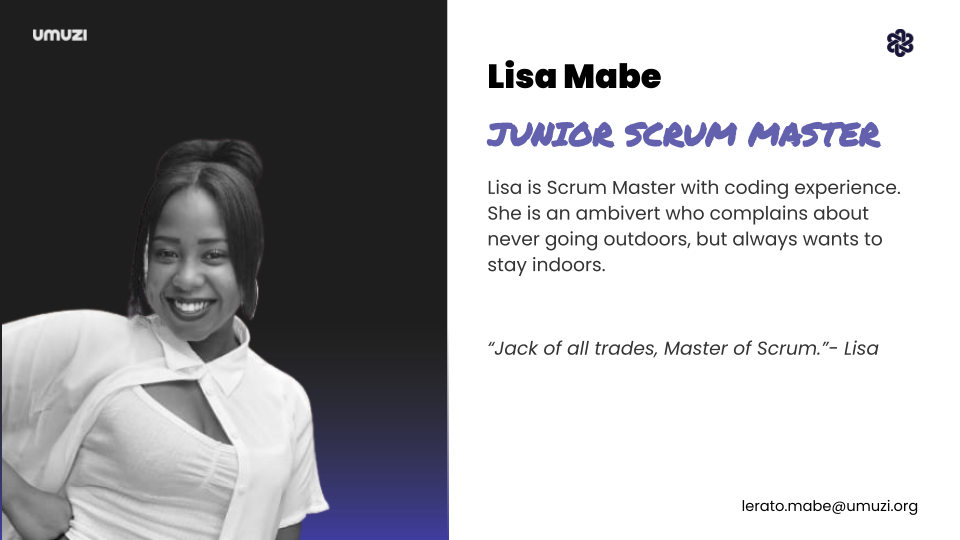 umuzi
Lisa Mabe
JUNIOR SCRUM MASTER
Lisa is Scrum Master with coding experience.
She is an ambivert who complains about
never going outdoors, but always wants to
stay indoors.
“Jack of all trades, Master of Scrum.”- Lisa
lerato.mabe@umuzi.org